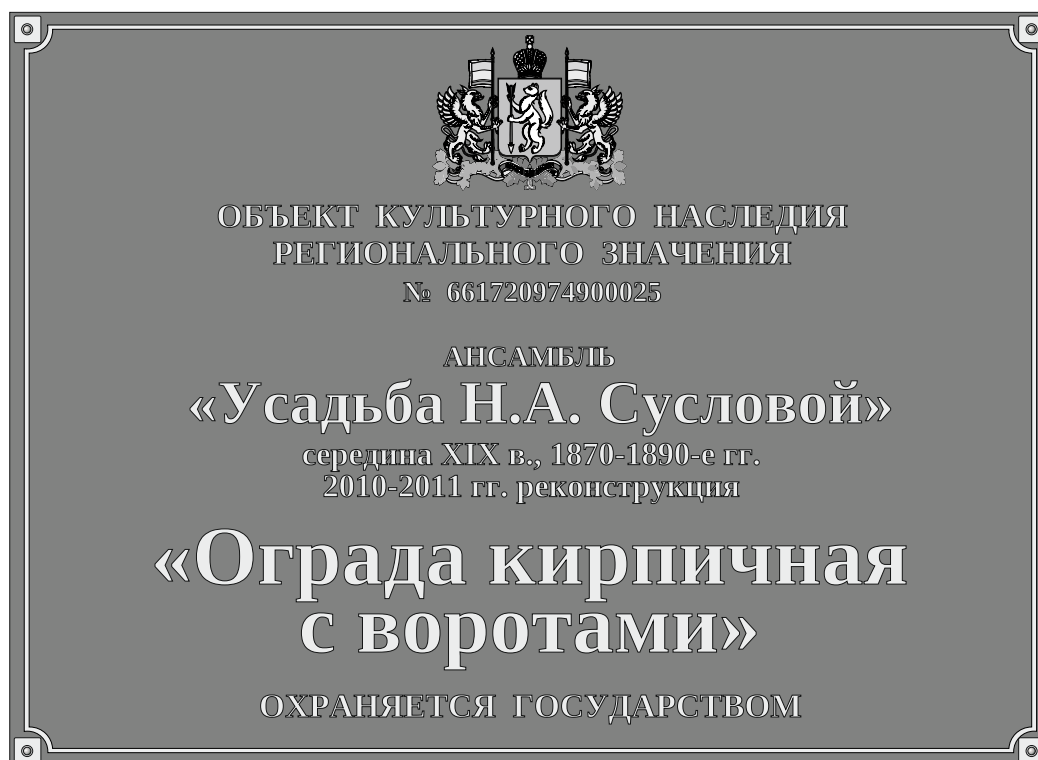 ОБЪЕКТ КУЛЬТУРНОГО НАСЛЕДИЯ
РЕГИОНАЛЬНОГО ЗНАЧЕНИЯ
№ 661720974900025
АНСАМБЛЬ
«Усадьба Н.А. Сусловой»
середина XIX в., 1870-1890-е гг.
2010-2011 гг. реконструкция
«Ограда кирпичная
с воротами»
ОХРАНЯЕТСЯ ГОСУДАРСТВОМ